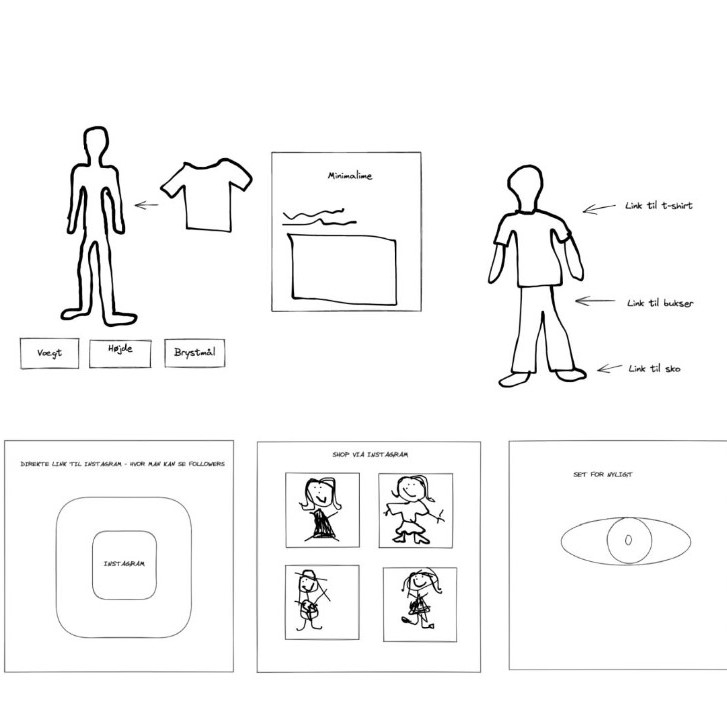 Minimalime
Link til t-shirt
Link til bukser
Link til sko
Vægt
Højde
Brystmål
DIREKTE LINK TIL INSTAGRAM - HVOR MAN KAN SE FOLLOWERS
INSTAGRAM
SHOP VIA INSTAGRAM
SET FOR NYLIGT